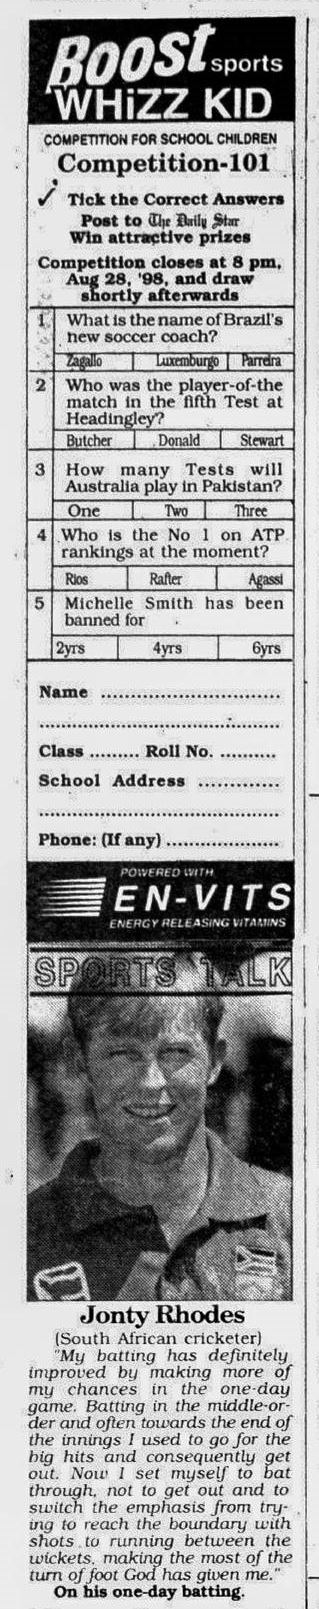 Boost sports
WHiZZ KID
COMPETITION FOR SCHOOL CHILDREN
Competition-101
✓ Tick the Correct Answers
Post to The Daily Star
Win attractive prizes
Competition closes at 8 pm,
Aug 28, '98, and draw
shortly afterwards
1 What is the name of Brazil's
new soccer coach?
Zagallo Luxemburgo Parreira
2 Who was the player-of-the
match in the fifth Test at
Headingley?
Butcher Donald Stewart
3 How many Tests will
Australia play in Pakistan?
One Two Three
4 Who is the No 1 on ATP
rankings at the moment?
Rios Rafter Agassi
5 Michelle Smith has been
banned for
2yrs 4yrs 6yrs
Name ..............................
........................................
Class ......... Roll No. ..........
School Address .............
........................................
Phone: (If any) ....................
POWERED WITH
EN-VITS
ENERGY RELEASING VITAMINS
SPORTS TALK
Jonty Rhodes
(South African cricketer)
"My batting has definitely
improved by making more of
my chances in the one-day
game. Batting in the middle-or-
der and often towards the end of
the innings I used to go for the
big hits and consequently get
out. Now I set myself to bat
through, not to get out and to
switch the emphasis from try-
ing to reach the boundary with
shots to running between the
wickets, making the most of the
turn of foot God has given me."
On his one-day batting.